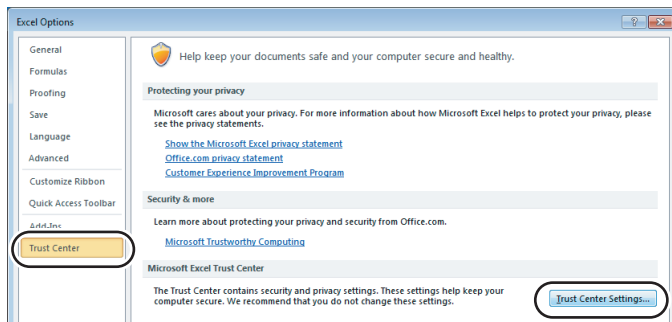 Excel Options
General
Formulas
Proofing
Save
Language
Advanced
Customize Ribbon
Quick Access Toolbar
Add-Ins
Trust Center
Help keep your documents safe and your computer secure and healthy.
Protecting your privacy
Microsoft cares about your privacy. For more information about how Microsoft Excel helps to protect your privacy, please
see the privacy statements.
Show the Microsoft Excel privacy statement
Office.com privacy statement
Customer Experience Improvement Program
Security & more
Learn more about protecting your privacy and security from Office.com.
Microsoft Trustworthy Computing
Microsoft Excel Trust Center
The Trust Center contains security and privacy settings. These settings help keep your
computer secure. We recommend that you do not change these settings.
Trust Center Settings...